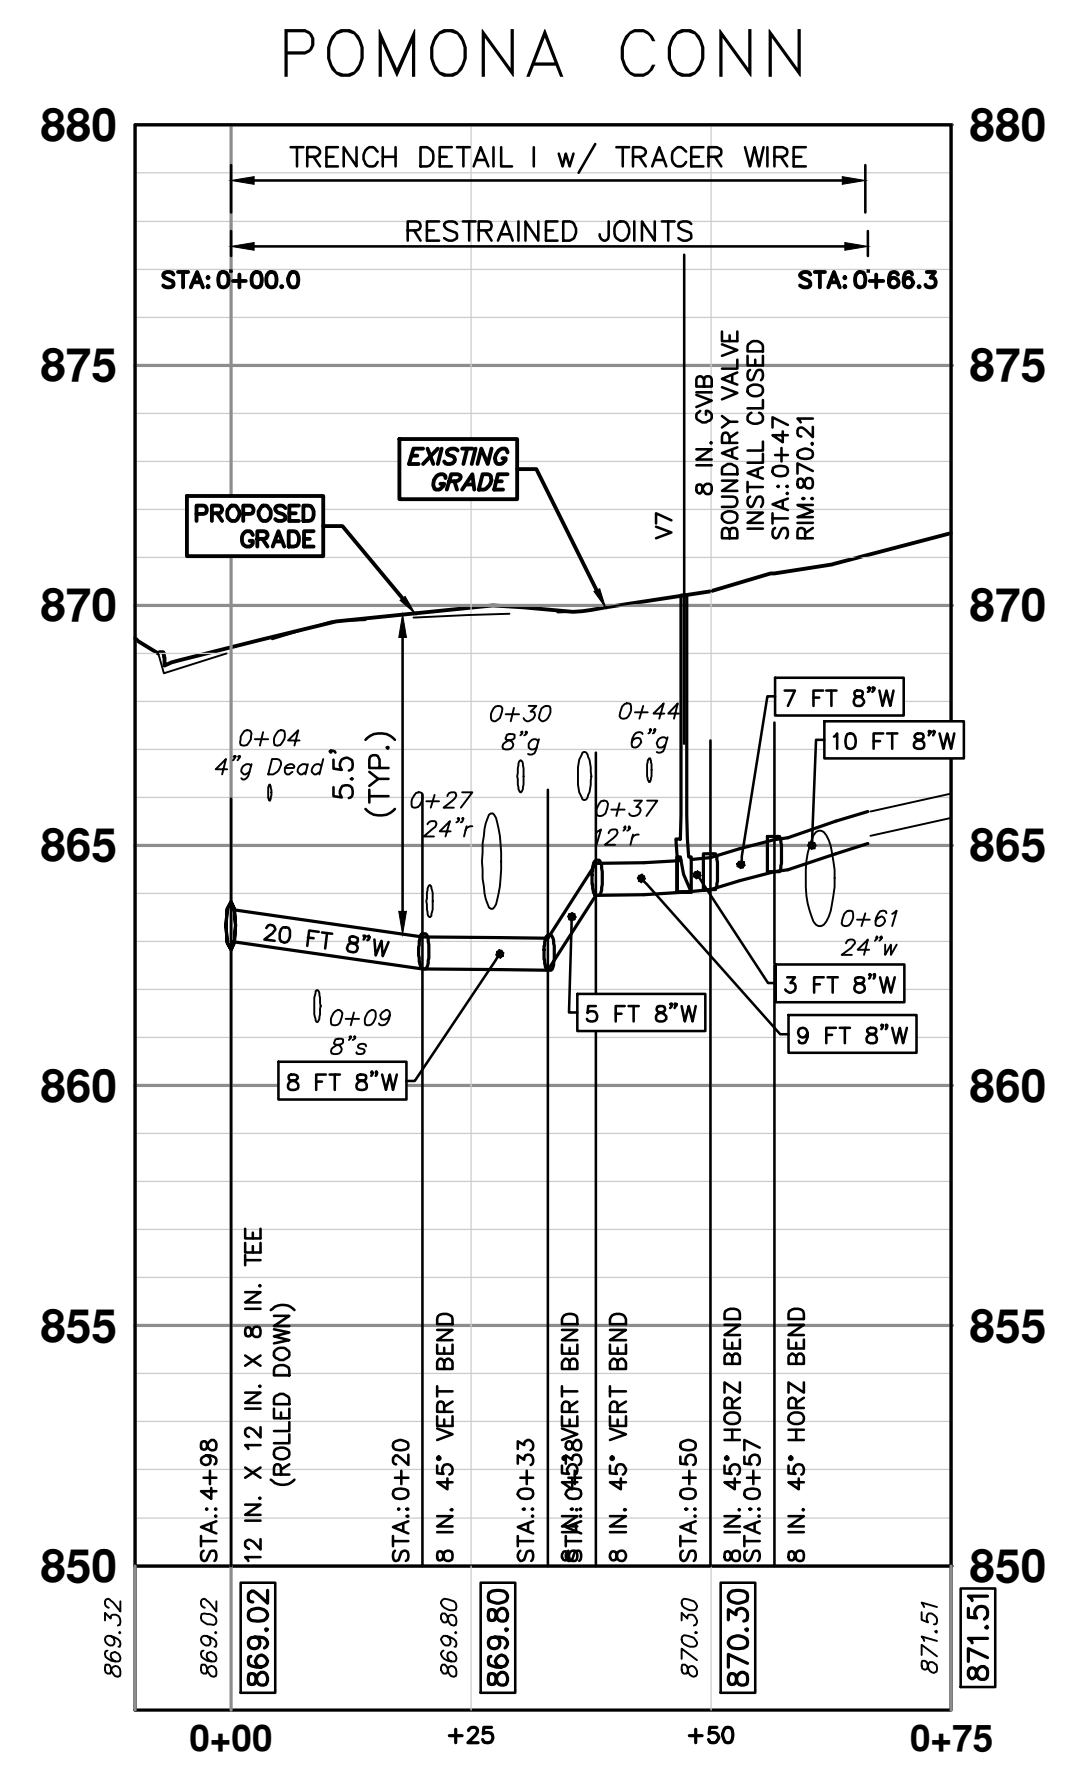 POMONA CONN
880
880
TRENCH DETAIL I w/ TRACER WIRE
RESTRAINED JOINTS
STA: 0+00.0
STA: 0+66.3
875
875
V7
8 IN. GVIB
BOUNDARY VALVE
INSTALL CLOSED
STA.: 0+47
RIM: 870.21
EXISTING
GRADE
PROPOSED
GRADE
870
870
7 FT 8"W
10 FT 8"W
0+04
4"g Dead
5.5'
(TYP.)
0+30
8"g
0+44
6"g
0+27
24"r
0+37
12"r
865
865
20 FT 8"W
0+61
24"w
3 FT 8"W
5 FT 8"W
9 FT 8"W
0+09
8"s
8 FT 8"W
860
860
855
855
STA.: 4+98
12 IN. X 12 IN. X 8 IN. TEE
(ROLLED DOWN)
STA.: 0+20
8 IN. 45° VERT BEND
STA.: 0+33
8 IN. 45° VERT BEND
STA.: 0+38
8 IN. 45° VERT BEND
STA.: 0+50
8 IN. 45° HORZ BEND
STA.: 0+57
8 IN. 45° HORZ BEND
850
850
869.32
869.02
869.02
869.80
869.80
870.30
870.30
871.51
871.51
0+00
+25
+50
0+75